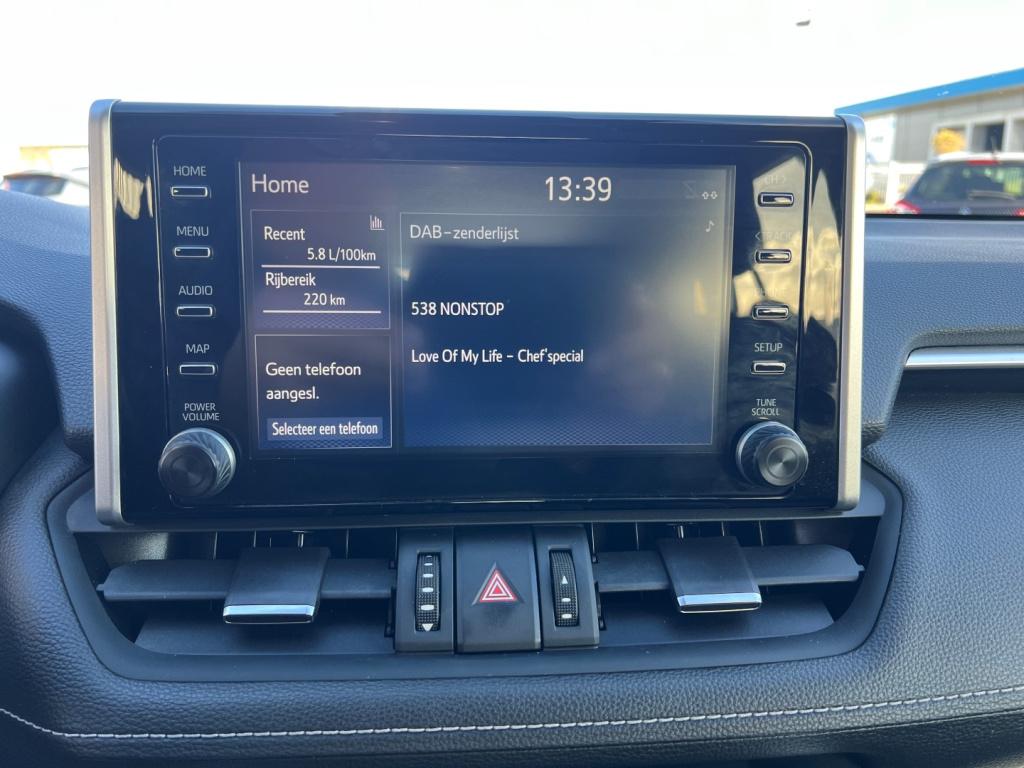 HOME
MENU
AUDIO
MAP
POWER
VOLUME
Home
13:39
Recent
5.8 L/100km
Rijbereik
220 km
Geen telefoon
aangesl.
Selecteer een telefoon
DAB-zenderlijst
538 NONSTOP
Love Of My Life - Chef'special
SETUP
TUNE
SCROLL